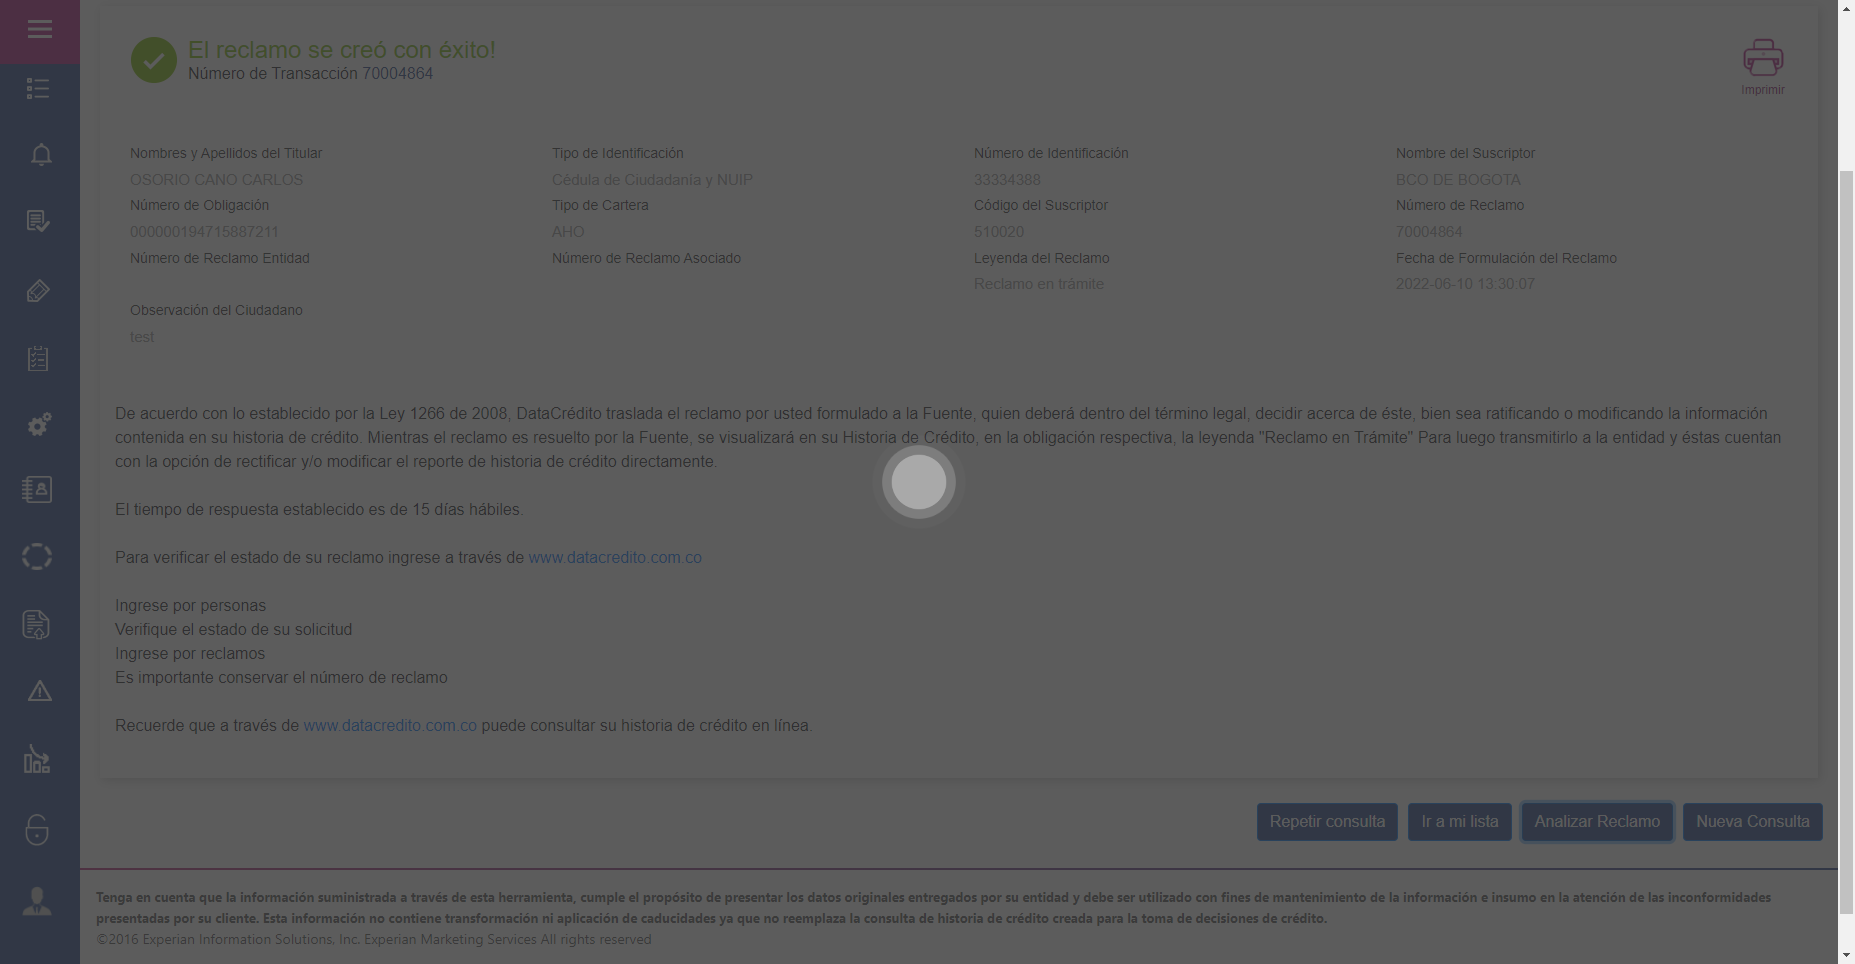 El reclamo se creó con éxito!
Número de Transacción 70004864
Imprimir
Nombres y Apellidos del Titular
Tipo de Identificación
Número de Identificación
Nombre del Suscriptor
OSORIO CANO CARLOS
Cédula de Ciudadanía y NUIP
33334388
BCO DE BOGOTA
Número de Obligación
Tipo de Cartera
Código del Suscriptor
Número de Reclamo
000000194715887211
AHO
510020
70004864
Número de Reclamo Entidad
Número de Reclamo Asociado
Leyenda del Reclamo
Fecha de Formulación del Reclamo
Reclamo en trámite
2022-06-10 13:30:07
Observación del Ciudadano
test
De acuerdo con lo establecido por la Ley 1266 de 2008, DataCrédito traslada el reclamo por usted formulado a la Fuente, quien deberá dentro del término legal, decidir acerca de éste, bien sea ratificando o modificando la información
contenida en su historia de crédito. Mientras el reclamo es resuelto por la Fuente, se visualizará en su Historia de Crédito, en la obligación respectiva, la leyenda "Reclamo en Trámite" Para luego transmitirlo a la entidad y éstas cuentan
con la opción de rectificar y/o modificar el reporte de historia de crédito directamente.
El tiempo de respuesta establecido es de 15 días hábiles.
Para verificar el estado de su reclamo ingrese a través de www.datacredito.com.co
Ingrese por personas
Verifique el estado de su solicitud
Ingrese por reclamos
Es importante conservar el número de reclamo
Recuerde que a través de www.datacredito.com.co puede consultar su historia de crédito en línea.
Repetir consulta
Ir a mi lista
Analizar Reclamo
Nueva Consulta
Tenga en cuenta que la información suministrada a través de esta herramienta, cumple el propósito de presentar los datos originales entregados por su entidad y debe ser utilizado con fines de mantenimiento de la información e insumo en la atención de las inconformidades
presentadas por su cliente. Esta información no contiene transformación ni aplicación de caducidades ya que no reemplaza la consulta de historia de crédito creada para la toma de decisiones de crédito.
©2016 Experian Information Solutions, Inc. Experian Marketing Services All rights reserved